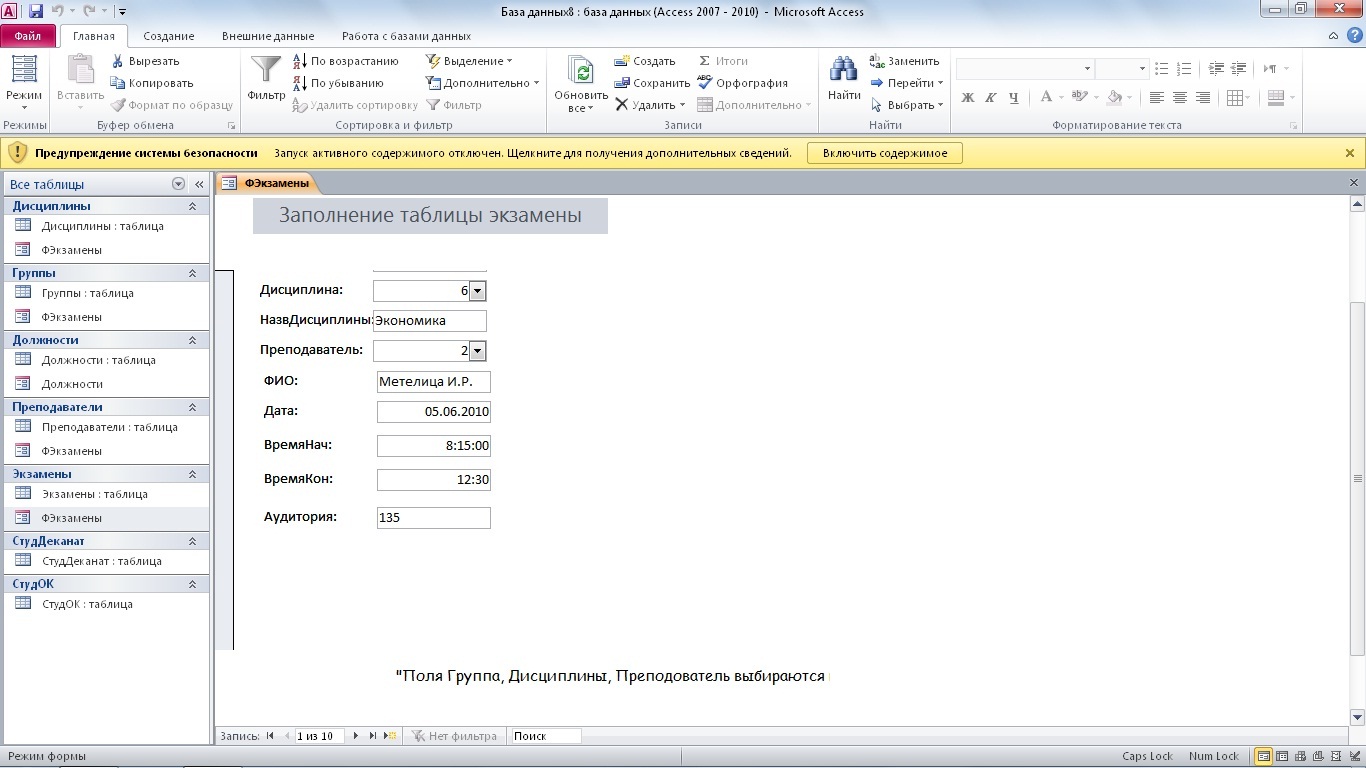 База данных8 : база данных (Access 2007 - 2010) - Microsoft Access
Файл Главная Создание Внешние данные Работа с базами данных
Режим
Режимы
Вставить
Вырезать
Копировать
Формат по образцу
Буфер обмена
Фильтр
По возрастанию
По убыванию
Удалить сортировку
Выделение
Дополнительно
Фильтр
Сортировка и фильтр
Обновить
все
Создать
Сохранить
Удалить
Итоги
Орфография
Дополнительно
Записи
Найти
Заменить
Перейти
Выбрать
Найти
Ж К Ч
Форматирование текста
Предупреждение системы безопасности Запуск активного содержимого отключен. Щелкните для получения дополнительных сведений. Включить содержимое
Все таблицы
Дисциплины
Дисциплины : таблица
ФЭкзамены
Группы
Группы : таблица
ФЭкзамены
Должности
Должности : таблица
Должности
Преподаватели
Преподаватели : таблица
ФЭкзамены
Экзамены
Экзамены : таблица
ФЭкзамены
СтудДеканат
СтудДеканат : таблица
СтудОК
СтудОК : таблица
ФЭкзамены
Заполнение таблицы экзамены
Дисциплина: 6
НазвДисциплины: Экономика
Преподаватель: 2
ФИО: Метелица И.Р.
Дата: 05.06.2010
ВремяНач: 8:15:00
ВремяКон: 12:30
Аудитория: 135
"Поля Группа, Дисциплины, Преподователь выбираются
Запись: 1 из 10 Нет фильтра Поиск
Режим формы Caps Lock Num Lock